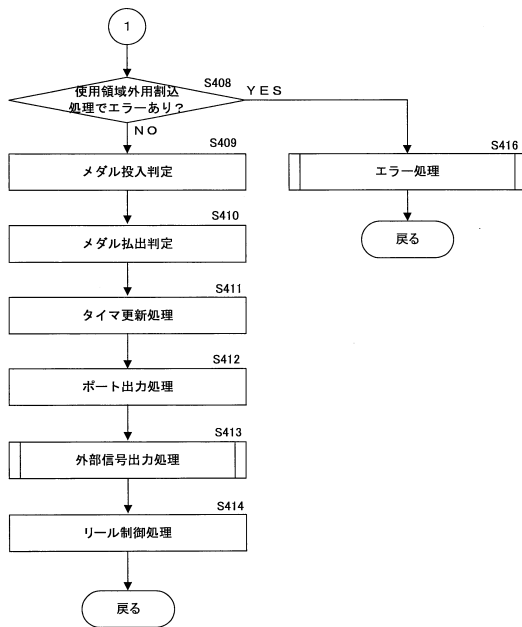 1
S408
使用領域外用割込
処理でエラーあり？
YES
NO
S409
メダル投入判定
S416
エラー処理
S410
メダル払出判定
戻る
S411
タイマ更新処理
S412
ポート出力処理
S413
外部信号出力処理
S414
リール制御処理
戻る